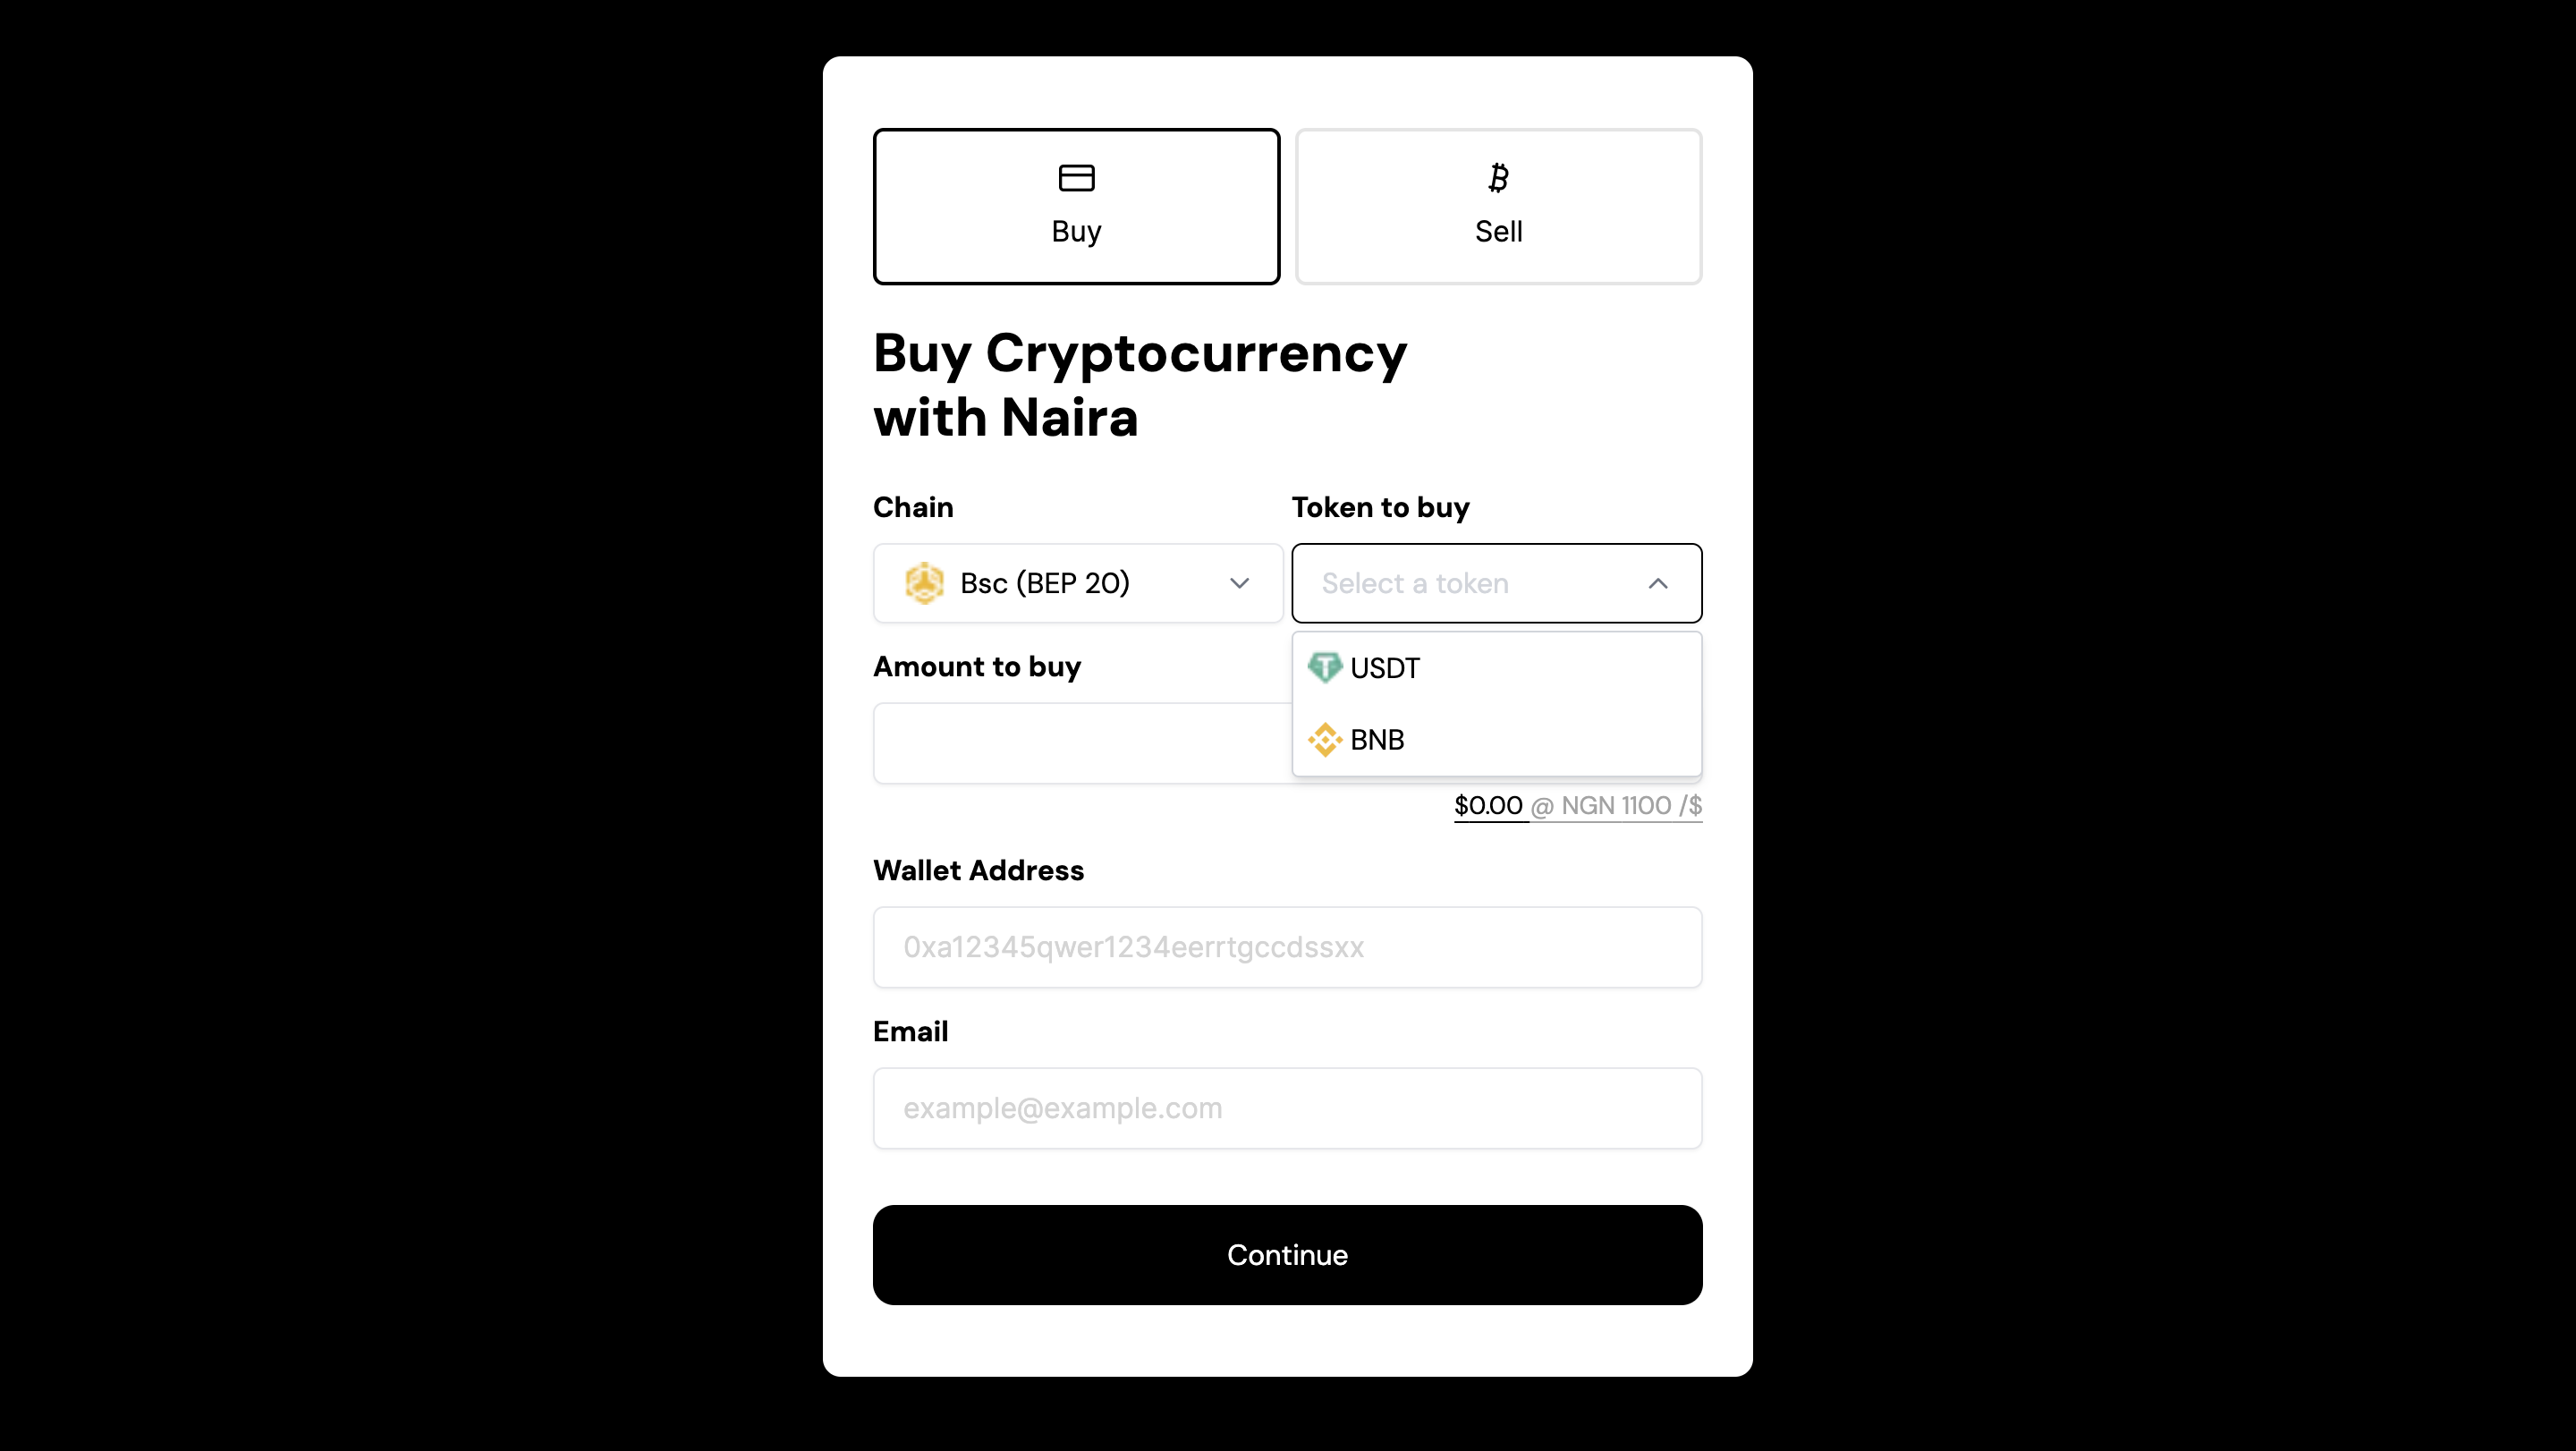 Buy
Sell
Buy Cryptocurrency
with Naira
Chain
Token to buy
Bsc (BEP 20)
Select a token
USDT
BNB
Amount to buy
$0.00 @ NGN 1100 /$
Wallet Address
0xa12345qwer1234eerrtgccdssxx
Email
example@example.com
Continue